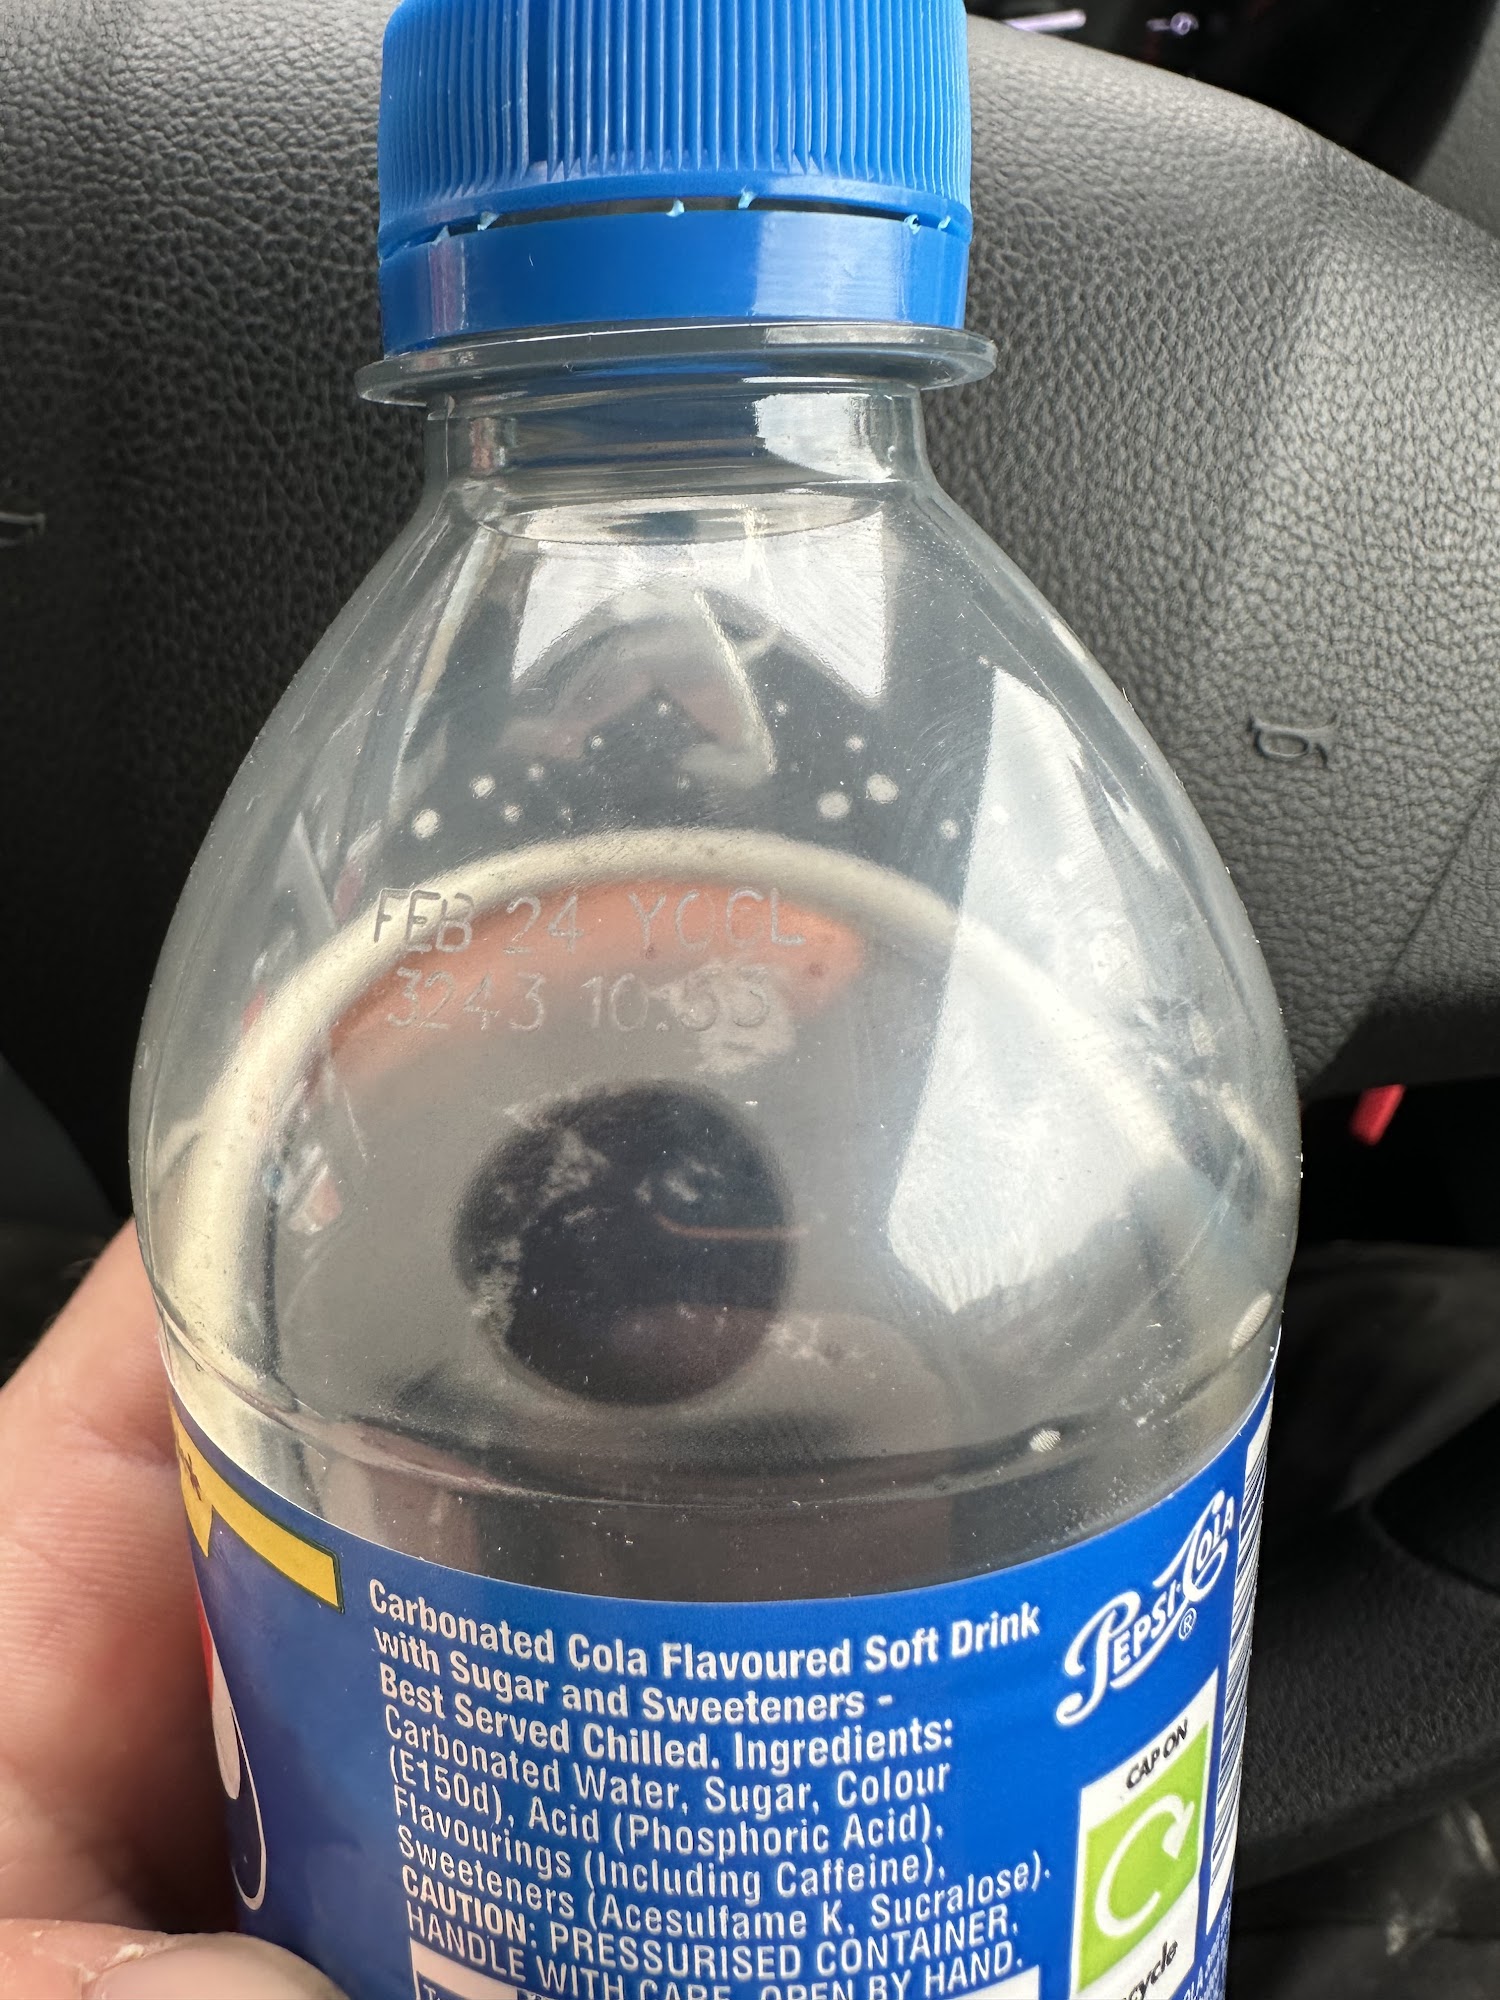 FEB 24 YOCL
3243 10:53
Carbonated Cola Flavoured Soft Drink
with Sugar and Sweeteners -
Best Served Chilled. Ingredients:
Carbonated Water, Sugar, Colour
(E150d), Acid (Phosphoric Acid),
Flavourings (Including Caffeine),
Sweeteners (Acesulfame K, Sucralose).
CAUTION: PRESSURISED CONTAINER,
HANDLE WITH CARE, OPEN BY HAND.
PEPSI-COLA®
CAP ON